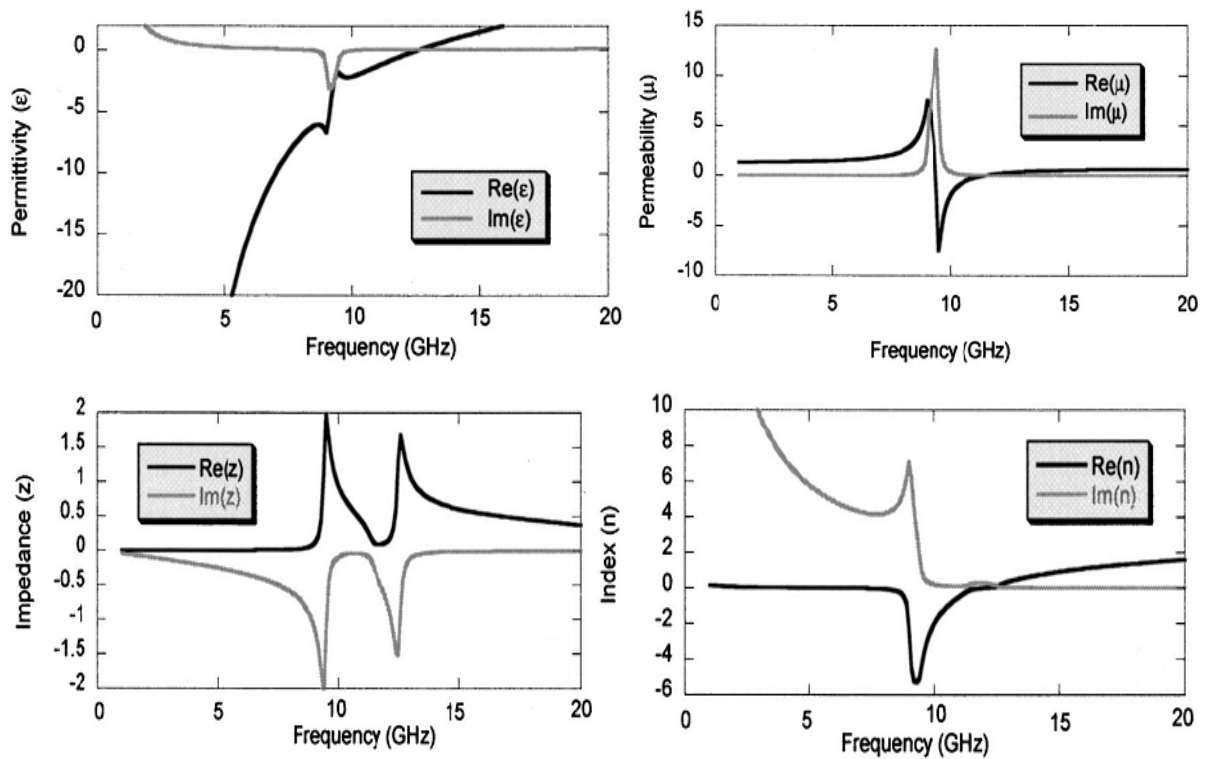 Permittivity (ε)
0
-5
-10
-15
-20
Re(ε)
Im(ε)
0 5 10 15 20
Frequency (GHz)
Permeability (μ)
15
10
5
0
-5
-10
Re(μ)
Im(μ)
0 5 10 15 20
Frequency (GHz)
Impedance (z)
2
1.5
1
0.5
0
-0.5
-1
-1.5
-2
Re(z)
Im(z)
0 5 10 15 20
Frequency (GHz)
Index (n)
10
8
6
4
2
0
-2
-4
-6
Re(n)
Im(n)
0 5 10 15 20
Frequency (GHz)